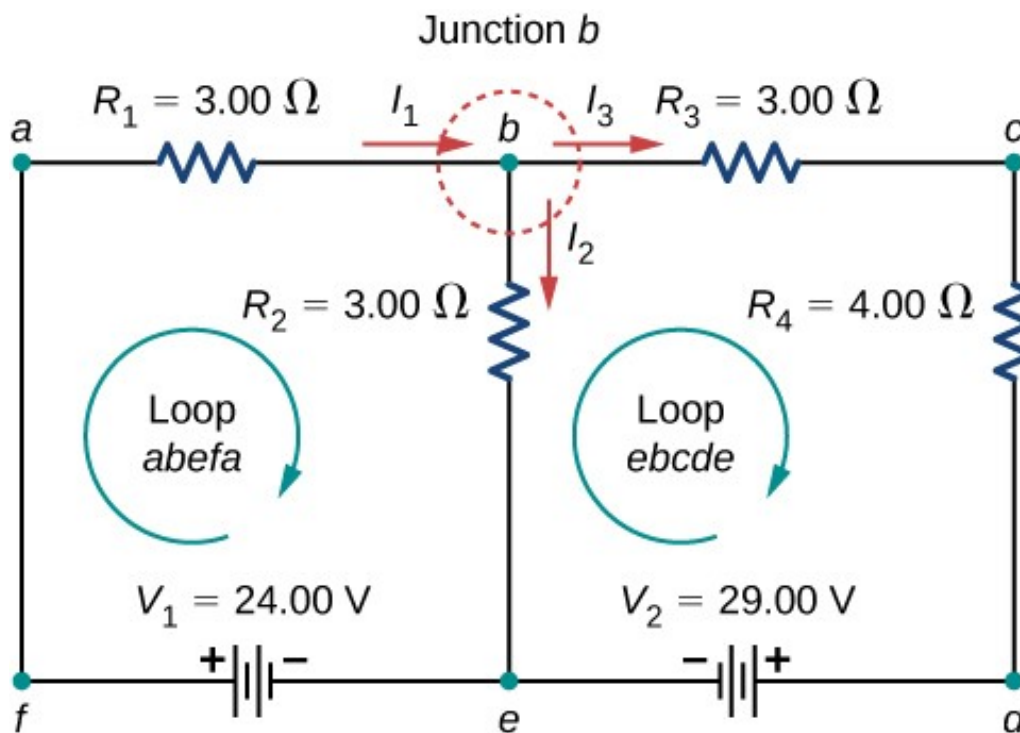 Junction b
R₁ = 3.00 Ω
I₁
I₃
R₃ = 3.00 Ω
a
b
c
I₂
R₂ = 3.00 Ω
R₄ = 4.00 Ω
Loop
abefa
Loop
ebcde
V₁ = 24.00 V
V₂ = 29.00 V
+ −
− +
f
e
d